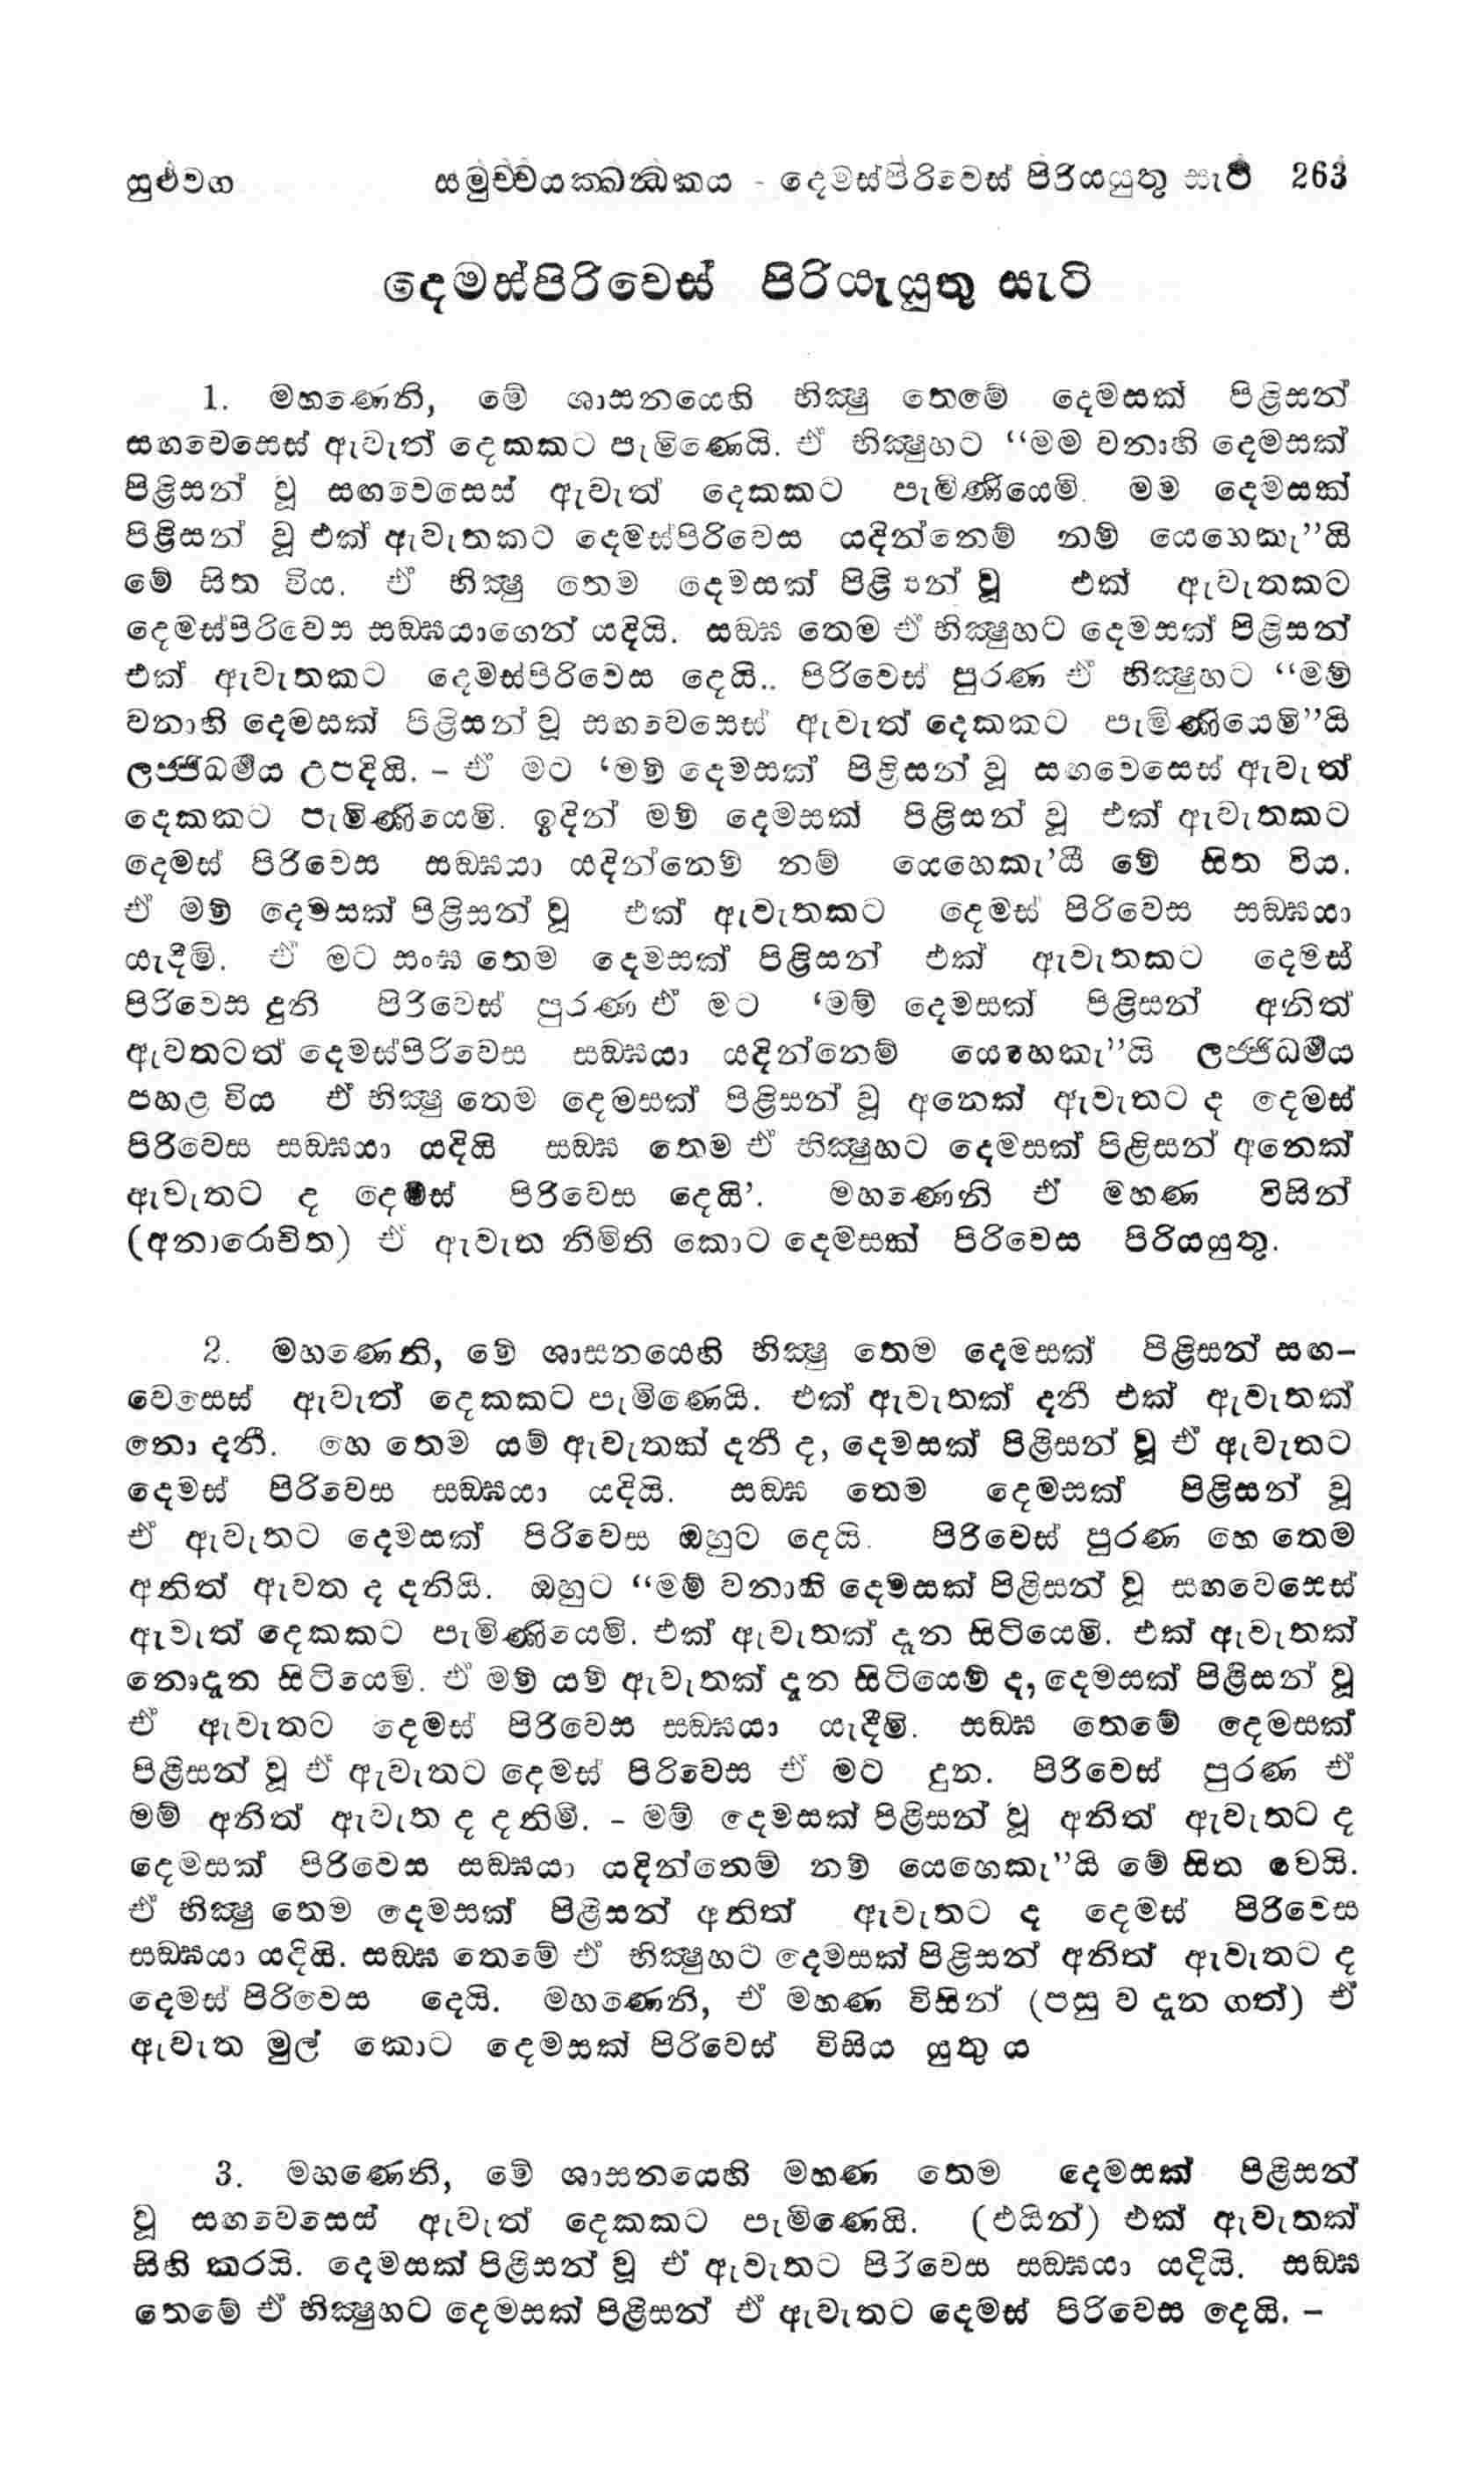 සුළුවග සමුච්චයක්ඛන්ධකය - දෙමස්පිරිවෙස් පිරියයුතු සැටි 263
දෙමස්පිරිවෙස් පිරියැයුතු සැටි
1. මහණෙනි, මේ ශාසනයෙහි භික්‍ෂු තෙමේ දෙමසක් පිළිසන්
සඟවෙසෙස් ඇවැත් දෙකකට පැමිණෙයි. ඒ භික්‍ෂුහට “මම වනාහි දෙමසක්
පිළිසන් වූ සඟවෙසෙස් ඇවැත් දෙකකට පැමිණියෙමි. මම දෙමසක්
පිළිසන් වූ එක් ඇවැතකට දෙමස්පිරිවෙස යදින්නෙම් නම් යෙහෙකැ”යි
මේ සිත විය. ඒ භික්‍ෂු තෙම දෙමසක් පිළිසන් වූ එක් ඇවැතකට
දෙමස්පිරිවෙස සඞ්ඝයාගෙන් යදියි. සඞ්ඝ තෙම ඒ භික්‍ෂුහට දෙමසක් පිළිසන්
එක් ඇවැතකට දෙමස්පිරිවෙස දෙයි.. පිරිවෙස් පුරණ ඒ භික්‍ෂුහට “මම්
වනාහි දෙමසක් පිළිසන් වූ සඟවෙසෙස් ඇවැත් දෙකකට පැමිණියෙමි”යි
ලජ්ජිධර්‍මය උපදියි. – ඒ මට ‘මම් දෙමසක් පිළිසන් වූ සඟවෙසෙස් ඇවැත්
දෙකකට පැමිණියෙමි. ඉදින් මම් දෙමසක් පිළිසන් වූ එක් ඇවැතකට
දෙමස් පිරිවෙස සඞ්ඝයා යදින්නෙම් නම් යෙහෙකැ’යි මේ සිත විය.
ඒ මම් දෙමසක් පිළිසන් වූ එක් ඇවැතකට දෙමස් පිරිවෙස සඞ්ඝයා
යැදීමි. ඒ මට සංඝ තෙම දෙමසක් පිළිසන් එක් ඇවැතකට දෙමස්
පිරිවෙස දුනි පිරිවෙස් පුරණ ඒ මට ‘මම් දෙමසක් පිළිසන් අනිත්
ඇවතටත් දෙමස්පිරිවෙස සඞ්ඝයා යදින්නෙම් යෙහෙකැ”යි ලජ්ජිධර්‍මය
පහළ විය ඒ භික්‍ෂු තෙම දෙමසක් පිළිසන් වූ අනෙක් ඇවැතට ද දෙමස්
පිරිවෙස සඞ්ඝයා යදියි සඞ්ඝ තෙම ඒ භික්‍ෂුහට දෙමසක් පිළිසන් අනෙක්
ඇවැතට ද දෙමස් පිරිවෙස දෙයි’. මහණෙනි ඒ මහණ විසින්
(අනාරොචිත) ඒ ඇවැත නිමිති කොට දෙමසක් පිරිවෙස පිරියයුතු.
2. මහණෙනි, මේ ශාසනයෙහි භික්‍ෂු තෙම දෙමසක් පිළිසන් සඟ–
වෙසෙස් ඇවැත් දෙකකට පැමිණෙයි. එක් ඇවැතක් දනී එක් ඇවැතක්
නො දනී. හෙ තෙම යම් ඇවැතක් දනී ද, දෙමසක් පිළිසන් වූ ඒ ඇවැතට
දෙමස් පිරිවෙස සඞ්ඝයා යදියි. සඞ්ඝ තෙම දෙමසක් පිළිසන් වූ
ඒ ඇවැතට දෙමසක් පිරිවෙස ඔහුට දෙයි. පිරිවෙස් පුරණ හෙ තෙම
අනිත් ඇවත ද දනියි. ඔහුට “මම් වනාහි දෙමසක් පිළිසන් වූ සඟවෙසෙස්
ඇවැත් දෙකකට පැමිණියෙමි. එක් ඇවැතක් දැන සිටියෙමි. එක් ඇවැතක්
නොදැන සිටියෙමි. ඒ මම් යම් ඇවැතක් දැන සිටියෙම් ද, දෙමසක් පිළිසන් වූ
ඒ ඇවැතට දෙමස් පිරිවෙස සඞ්ඝයා යැදීමි. සඞ්ඝ තෙමේ දෙමසක්
පිළිසන් වූ ඒ ඇවැතට දෙමස් පිරිවෙස ඒ මට දුන. පිරිවෙස් පුරණ ඒ
මම් අනිත් ඇවැත ද දනිමි. – මම් දෙමසක් පිළිසන් වූ අනිත් ඇවැතට ද
දෙමසක් පිරිවෙස සඞ්ඝයා යදින්නෙම් නම් යෙහෙකැ”යි මේ සිත වෙයි.
ඒ භික්‍ෂු තෙම දෙමසක් පිළිසන් අනිත් ඇවැතට ද දෙමස් පිරිවෙස
සඞ්ඝයා යදියි. සඞ්ඝ තෙමේ ඒ භික්‍ෂුහට දෙමසක් පිළිසන් අනිත් ඇවැතට ද
දෙමස් පිරිවෙස දෙයි. මහණෙනි, ඒ මහණ විසින් (පසු ව දැන ගත්) ඒ
ඇවැත මුල් කොට දෙමසක් පිරිවෙස් විසිය යුතු ය
3. මහණෙනි, මේ ශාසනයෙහි මහණ තෙම දෙමසක් පිළිසන්
වූ සඟවෙසෙස් ඇවැත් දෙකකට පැමිණෙයි. (එයින්) එක් ඇවැතක්
සිහි කරයි. දෙමසක් පිළිසන් වූ ඒ ඇවැතට පිරිවෙස සඞ්ඝයා යදියි. සඞ්ඝ
තෙමේ ඒ භික්‍ෂුහට දෙමසක් පිළිසන් ඒ ඇවැතට දෙමස් පිරිවෙස දෙයි. –